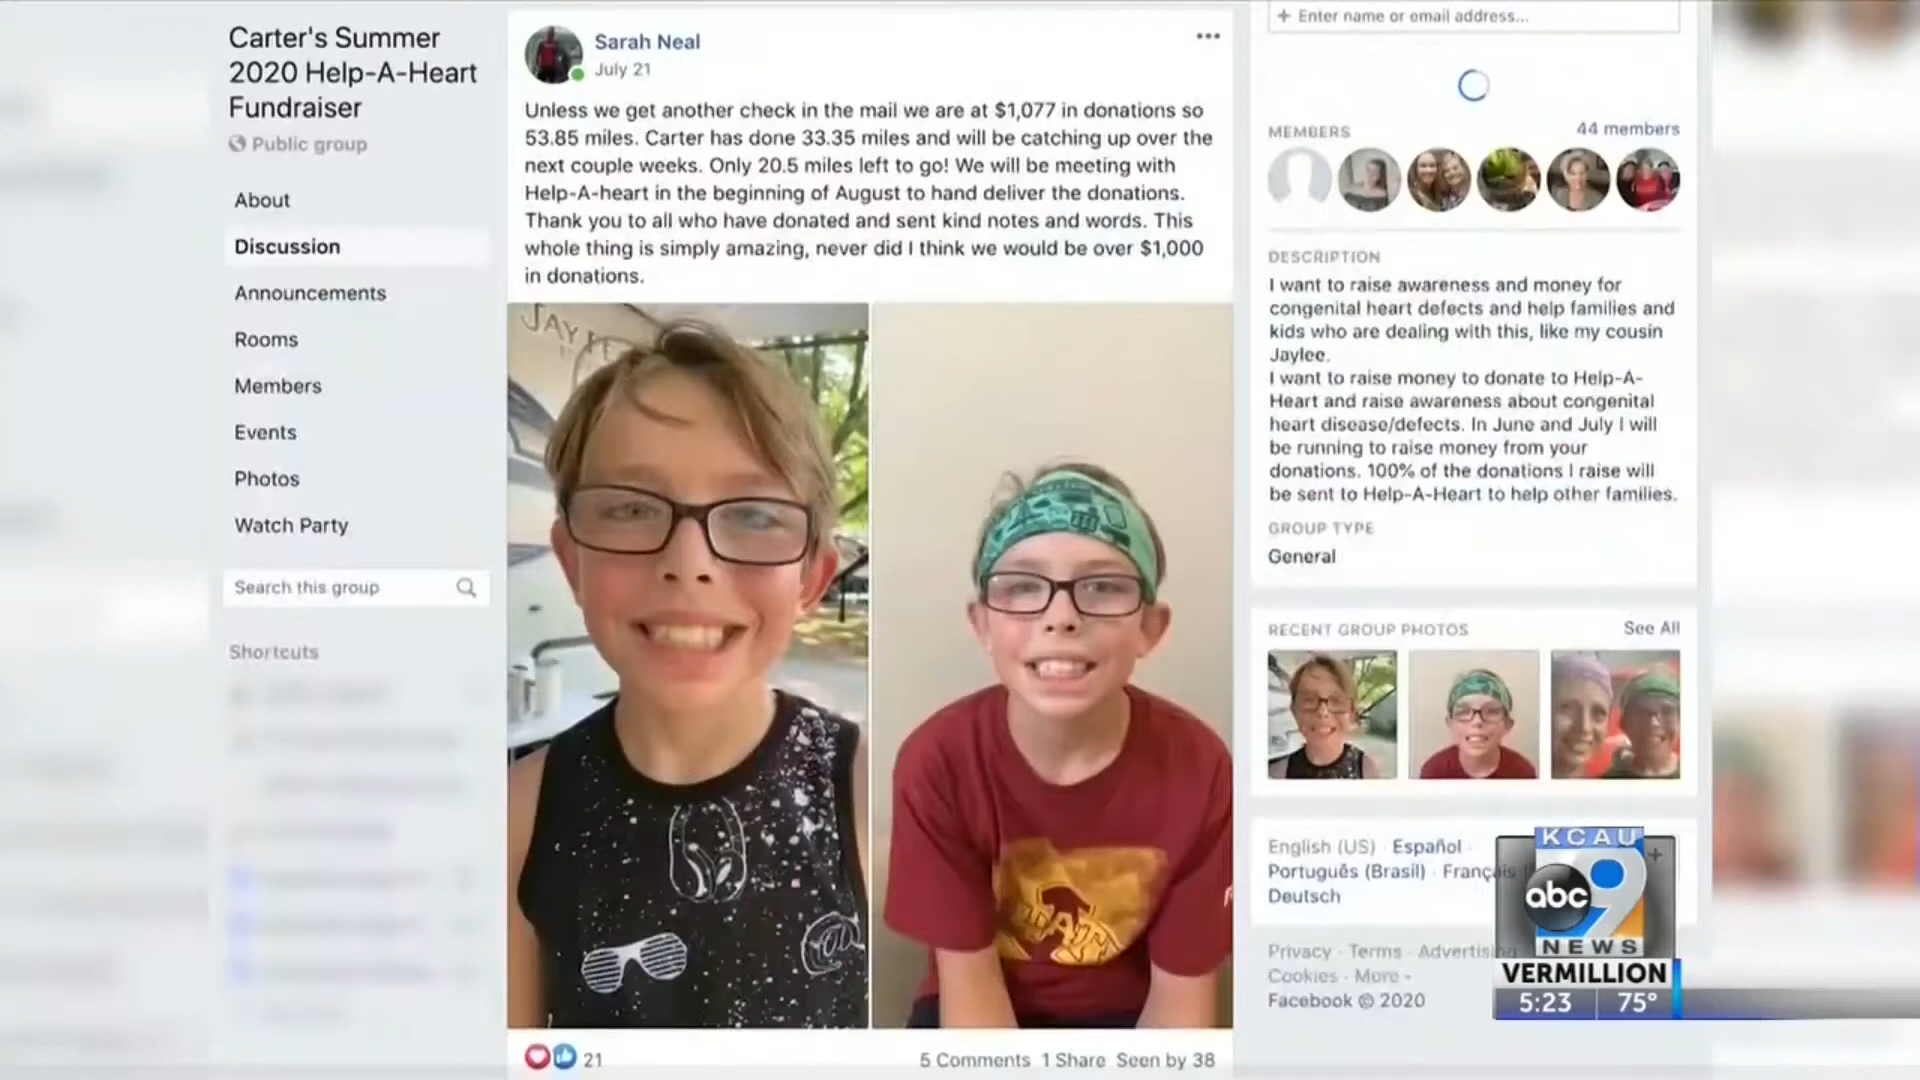 Carter's Summer
2020 Help-A-Heart
Fundraiser
Public group
About
Discussion
Announcements
Rooms
Members
Events
Photos
Watch Party
Search this group
Shortcuts
Sarah Neal
July 21
Unless we get another check in the mail we are at $1,077 in donations so
53.85 miles. Carter has done 33.35 miles and will be catching up over the
next couple weeks. Only 20.5 miles left to go! We will be meeting with
Help-A-heart in the beginning of August to hand deliver the donations.
Thank you to all who have donated and sent kind notes and words. This
whole thing is simply amazing, never did I think we would be over $1,000
in donations.
21
5 Comments 1 Share Seen by 38
+ Enter name or email address...
MEMBERS
44 members
DESCRIPTION
I want to raise awareness and money for
congenital heart defects and help families and
kids who are dealing with this, like my cousin
Jaylee.
I want to raise money to donate to Help-A-
Heart and raise awareness about congenital
heart disease/defects. In June and July I will
be running to raise money from your
donations. 100% of the donations I raise will
be sent to Help-A-Heart to help other families.
GROUP TYPE
General
RECENT GROUP PHOTOS
See All
English (US) · Español ·
Português (Brasil) · Français
Deutsch
Privacy · Terms · Advertising
Cookies · More
Facebook © 2020
KCAU
abc 9
NEWS
VERMILLION
5:23 75°